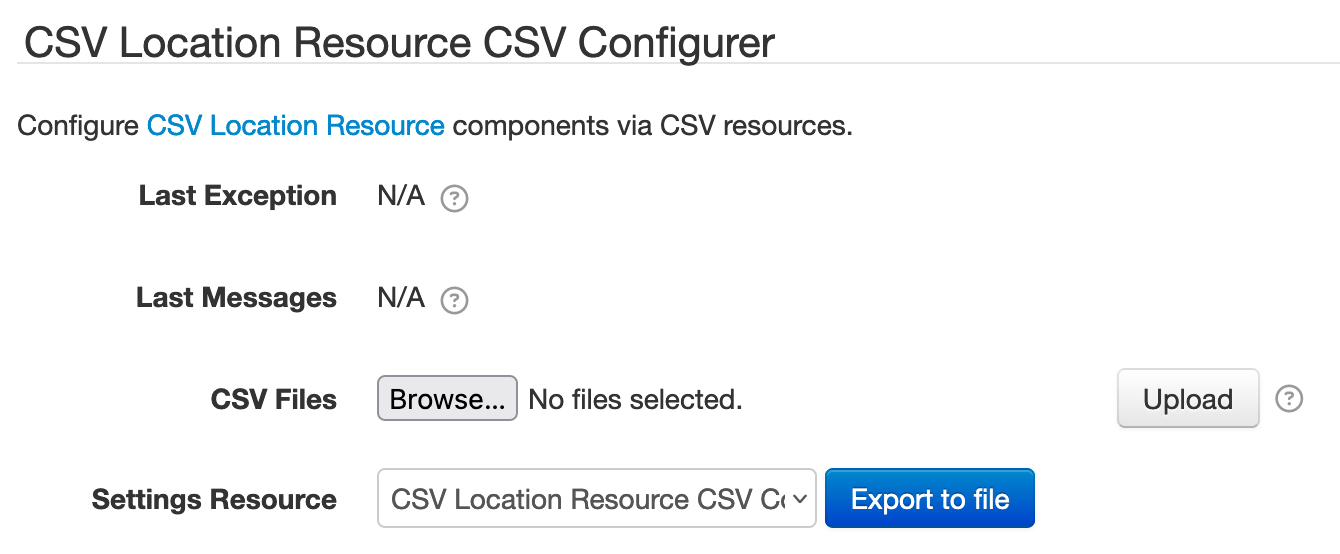 CSV Location Resource CSV Configurer
Configure CSV Location Resource components via CSV resources.
Last Exception N/A ?
Last Messages N/A ?
CSV Files Browse... No files selected. Upload ?
Settings Resource CSV Location Resource CSV Export to file